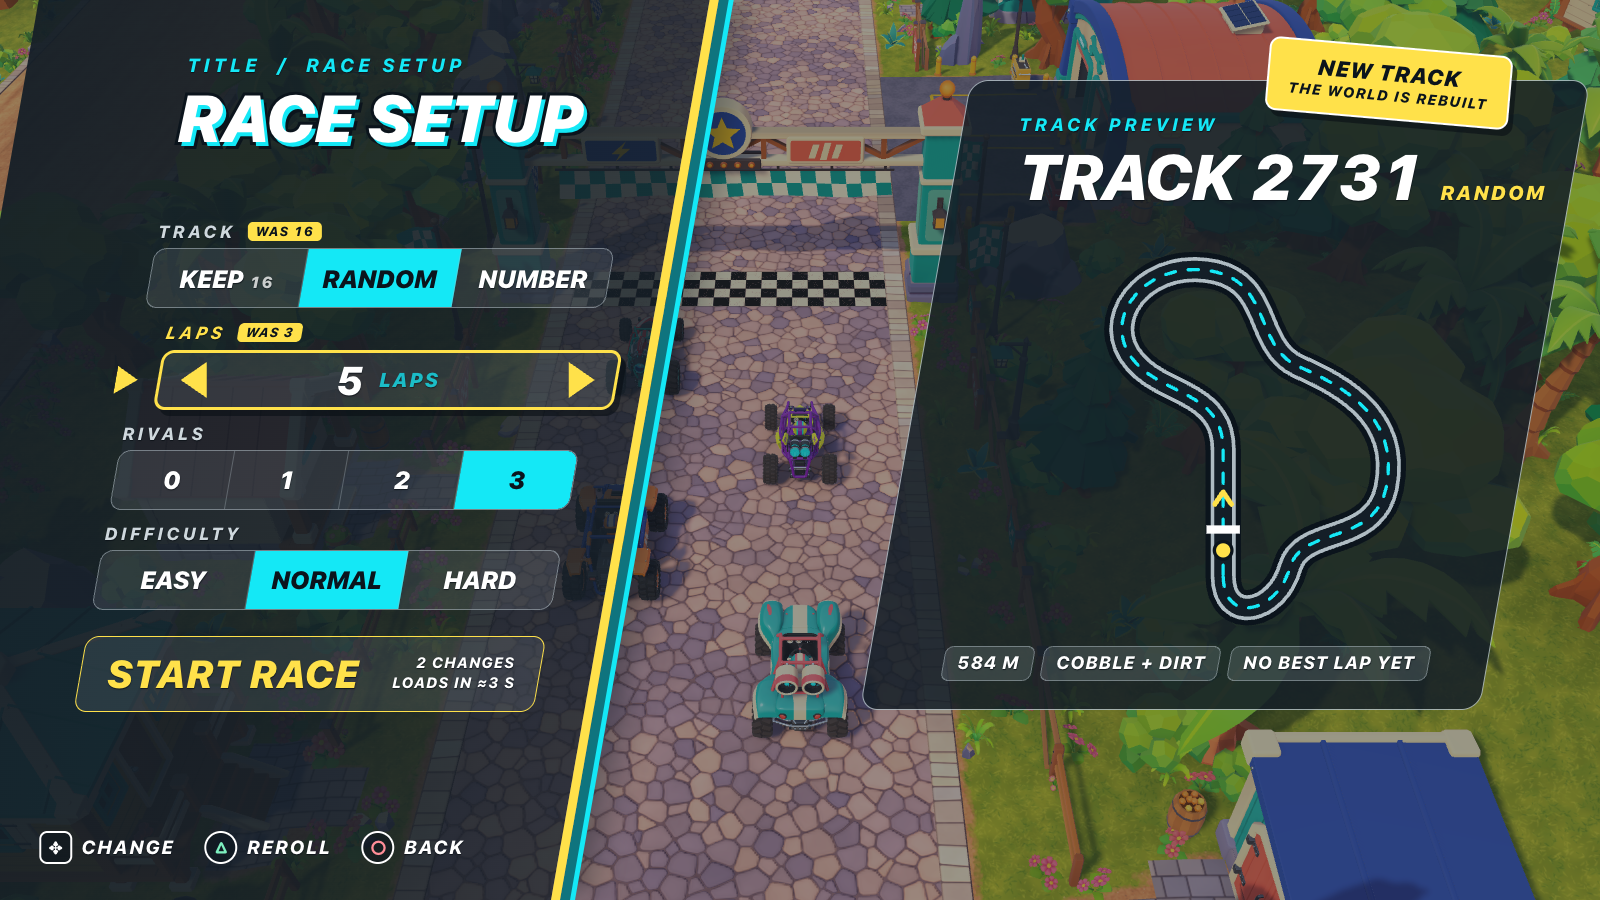 TITLE / RACE SETUP
RACE SETUP
TRACK WAS 16
KEEP 16 RANDOM NUMBER
LAPS WAS 3
5 LAPS
RIVALS
0 1 2 3
DIFFICULTY
EASY NORMAL HARD
START RACE
2 CHANGES
LOADS IN ≈3 S
CHANGE REROLL BACK
NEW TRACK
THE WORLD IS REBUILT
TRACK PREVIEW
TRACK 2731 RANDOM
584 M COBBLE + DIRT NO BEST LAP YET